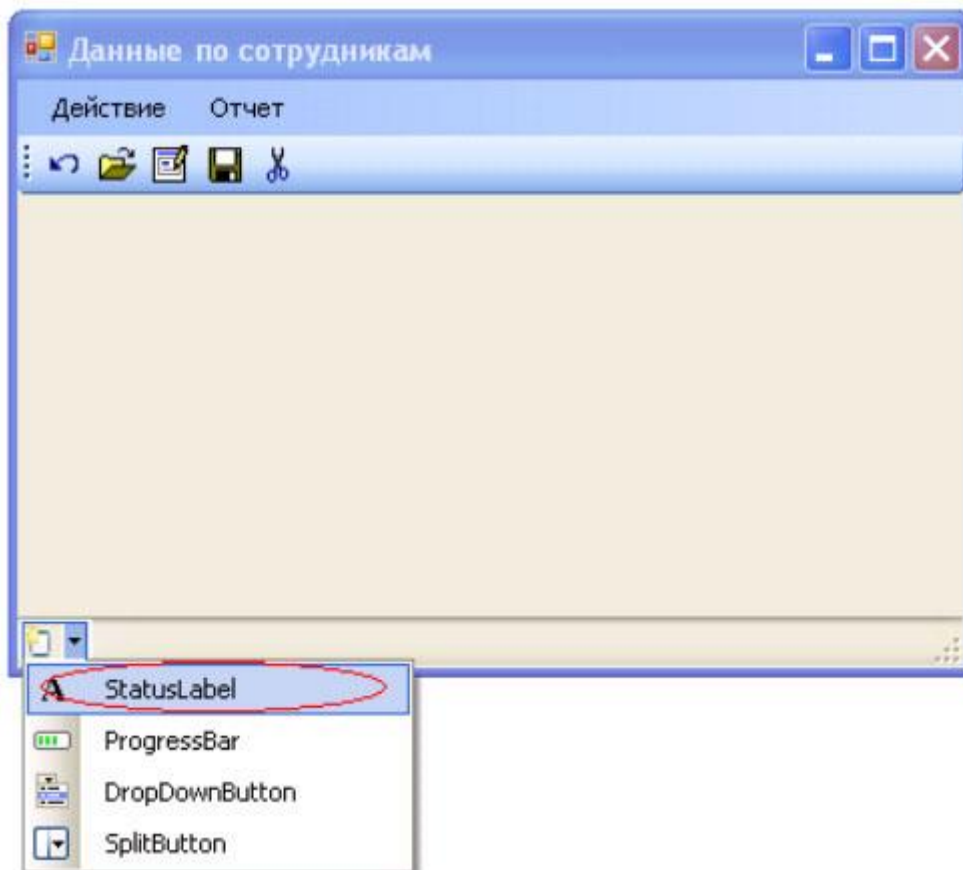 Данные по сотрудникам
Действие Отчет
StatusLabel
ProgressBar
DropDownButton
SplitButton